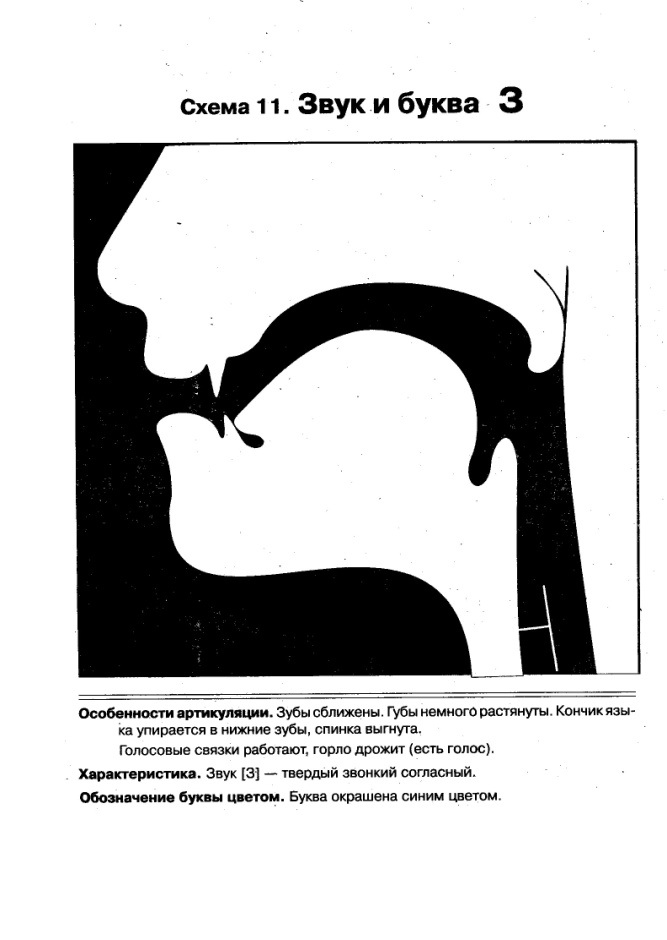 Схема 11. Звук и буква З
Особенности артикуляции. Зубы сближены. Губы немного растянуты. Кончик язы-
ка упирается в нижние зубы, спинка выгнута.
Голосовые связки работают, горло дрожит (есть голос).
Характеристика. Звук [З] — твердый звонкий согласный.
Обозначение буквы цветом. Буква окрашена синим цветом.